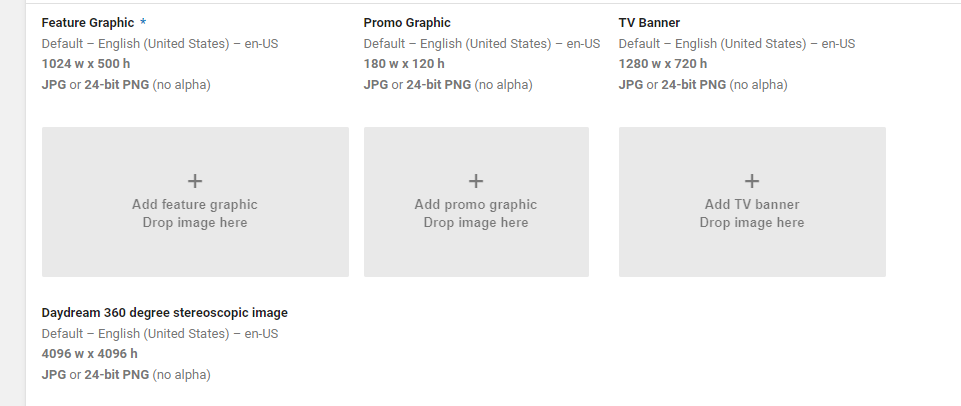 Feature Graphic *
Default – English (United States) – en-US
1024 w x 500 h
JPG or 24-bit PNG (no alpha)
+
Add feature graphic
Drop image here
Promo Graphic
Default – English (United States) – en-US
180 w x 120 h
JPG or 24-bit PNG (no alpha)
+
Add promo graphic
Drop image here
TV Banner
Default – English (United States) – en-US
1280 w x 720 h
JPG or 24-bit PNG (no alpha)
+
Add TV banner
Drop image here
Daydream 360 degree stereoscopic image
Default – English (United States) – en-US
4096 w x 4096 h
JPG or 24-bit PNG (no alpha)